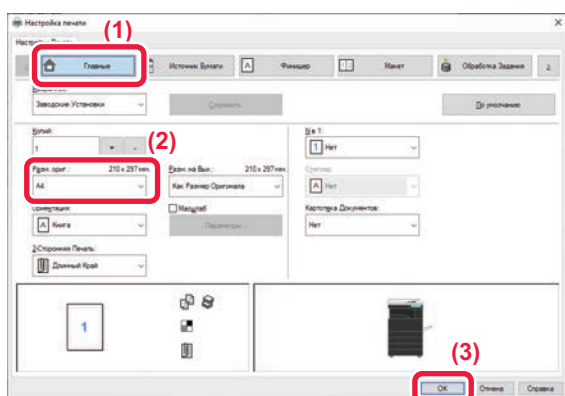 Настройка печати
(1)
Главные
Источник Бумаги
Финишер
Макет
Обработка Задания
Заводские Установки
Сохранить
По умолчанию
Копий:
1
(2)
N в 1:
Нет
Разм. ориг.: 210 x 297 мм.
Разм. на Вых.: 210 x 297 мм.
A4
Как Размер Оригинала
Нет
Ориентация:
Масштаб
Картотека Документов:
Книга
Параметры...
Нет
2-Сторонняя Печать:
Длинный Край
1
(3)
OK
Отмена
Справка